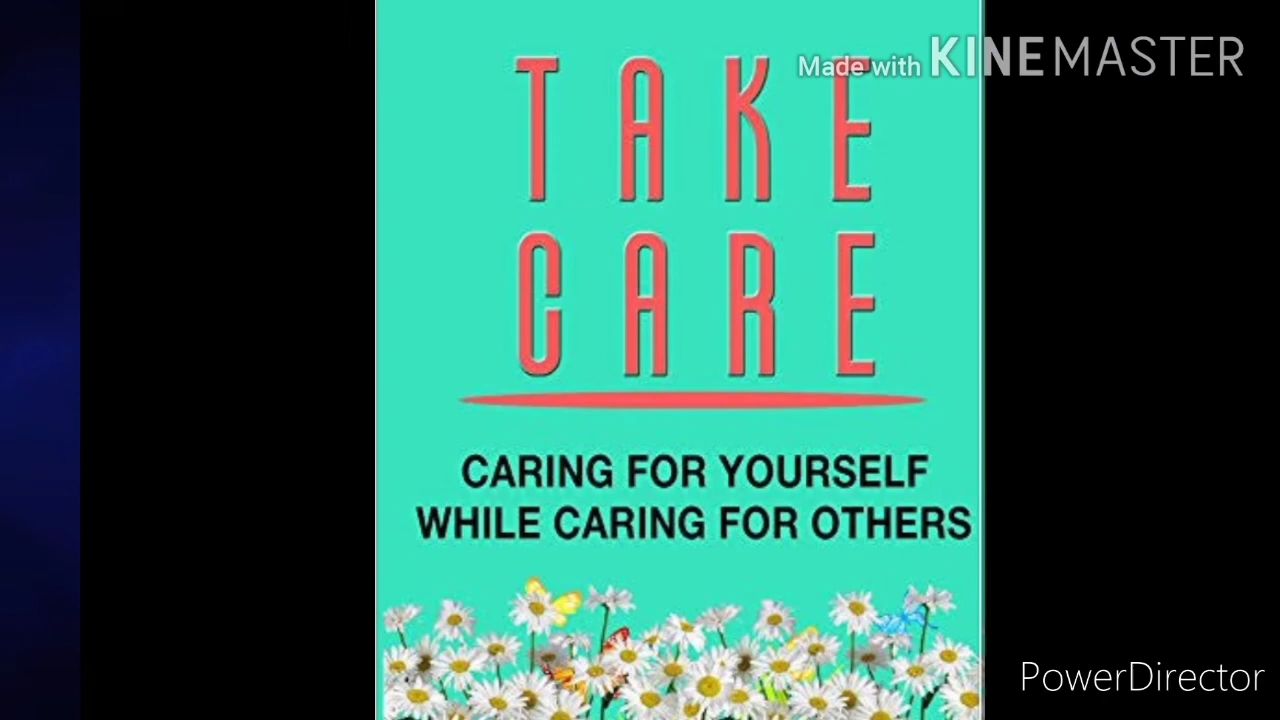 Made with KINEMASTER
TAKE
CARE
CARING FOR YOURSELF
WHILE CARING FOR OTHERS
PowerDirector